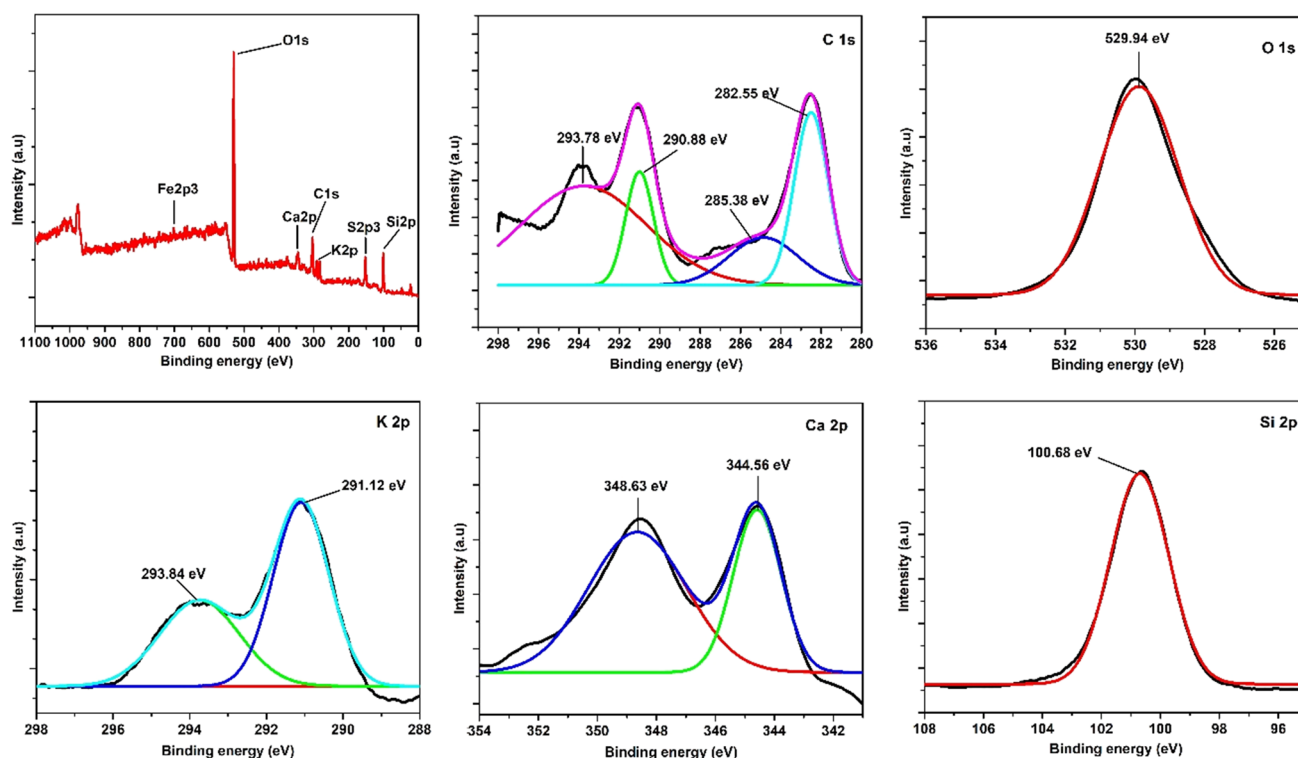 O1s
Fe2p3
C1s
Ca2p
S2p3
Si2p
K2p
Intensity (a.u)
1100 1000 900 800 700 600 500 400 300 200 100 0
Binding energy (eV)
C 1s
282.55 eV
293.78 eV
290.88 eV
285.38 eV
Intensity (a.u)
298 296 294 292 290 288 286 284 282 280
Binding energy (eV)
529.94 eV
O 1s
Intensity (a.u)
536 534 532 530 528 526
Binding energy (eV)
K 2p
291.12 eV
293.84 eV
Intensity (a.u)
298 296 294 292 290 288
Binding energy (eV)
Ca 2p
344.56 eV
348.63 eV
Intensity (a.u)
354 352 350 348 346 344 342
Binding energy (eV)
Si 2p
100.68 eV
Intensity (a.u)
108 106 104 102 100 98 96
Binding energy (eV)